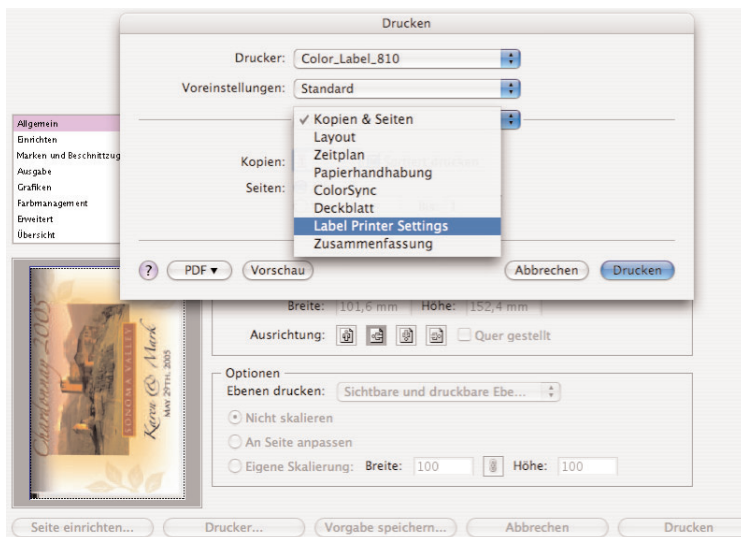 Drucken
Drucker: Color_Label_810
Voreinstellungen: Standard
✓ Kopien & Seiten
Layout
Zeitplan
Papierhandhabung
ColorSync
Deckblatt
Label Printer Settings
Zusammenfassung
Kopien:
Seiten:
? PDF ▼ Vorschau Abbrechen Drucken
Allgemein
Einrichten
Marken und Beschnittzug
Ausgabe
Grafiken
Farbmanagement
Erweitert
Übersicht
Chardonnay 2005
SONOMA VALLEY
Karen & Mark
MAY 29TH, 2005
Breite: 101,6 mm Höhe: 152,4 mm
Ausrichtung: Quer gestellt
Optionen
Ebenen drucken: Sichtbare und druckbare Ebe...
Nicht skalieren
An Seite anpassen
Eigene Skalierung: Breite: 100 Höhe: 100
Seite einrichten... Drucker... Vorgabe speichern... Abbrechen Drucken